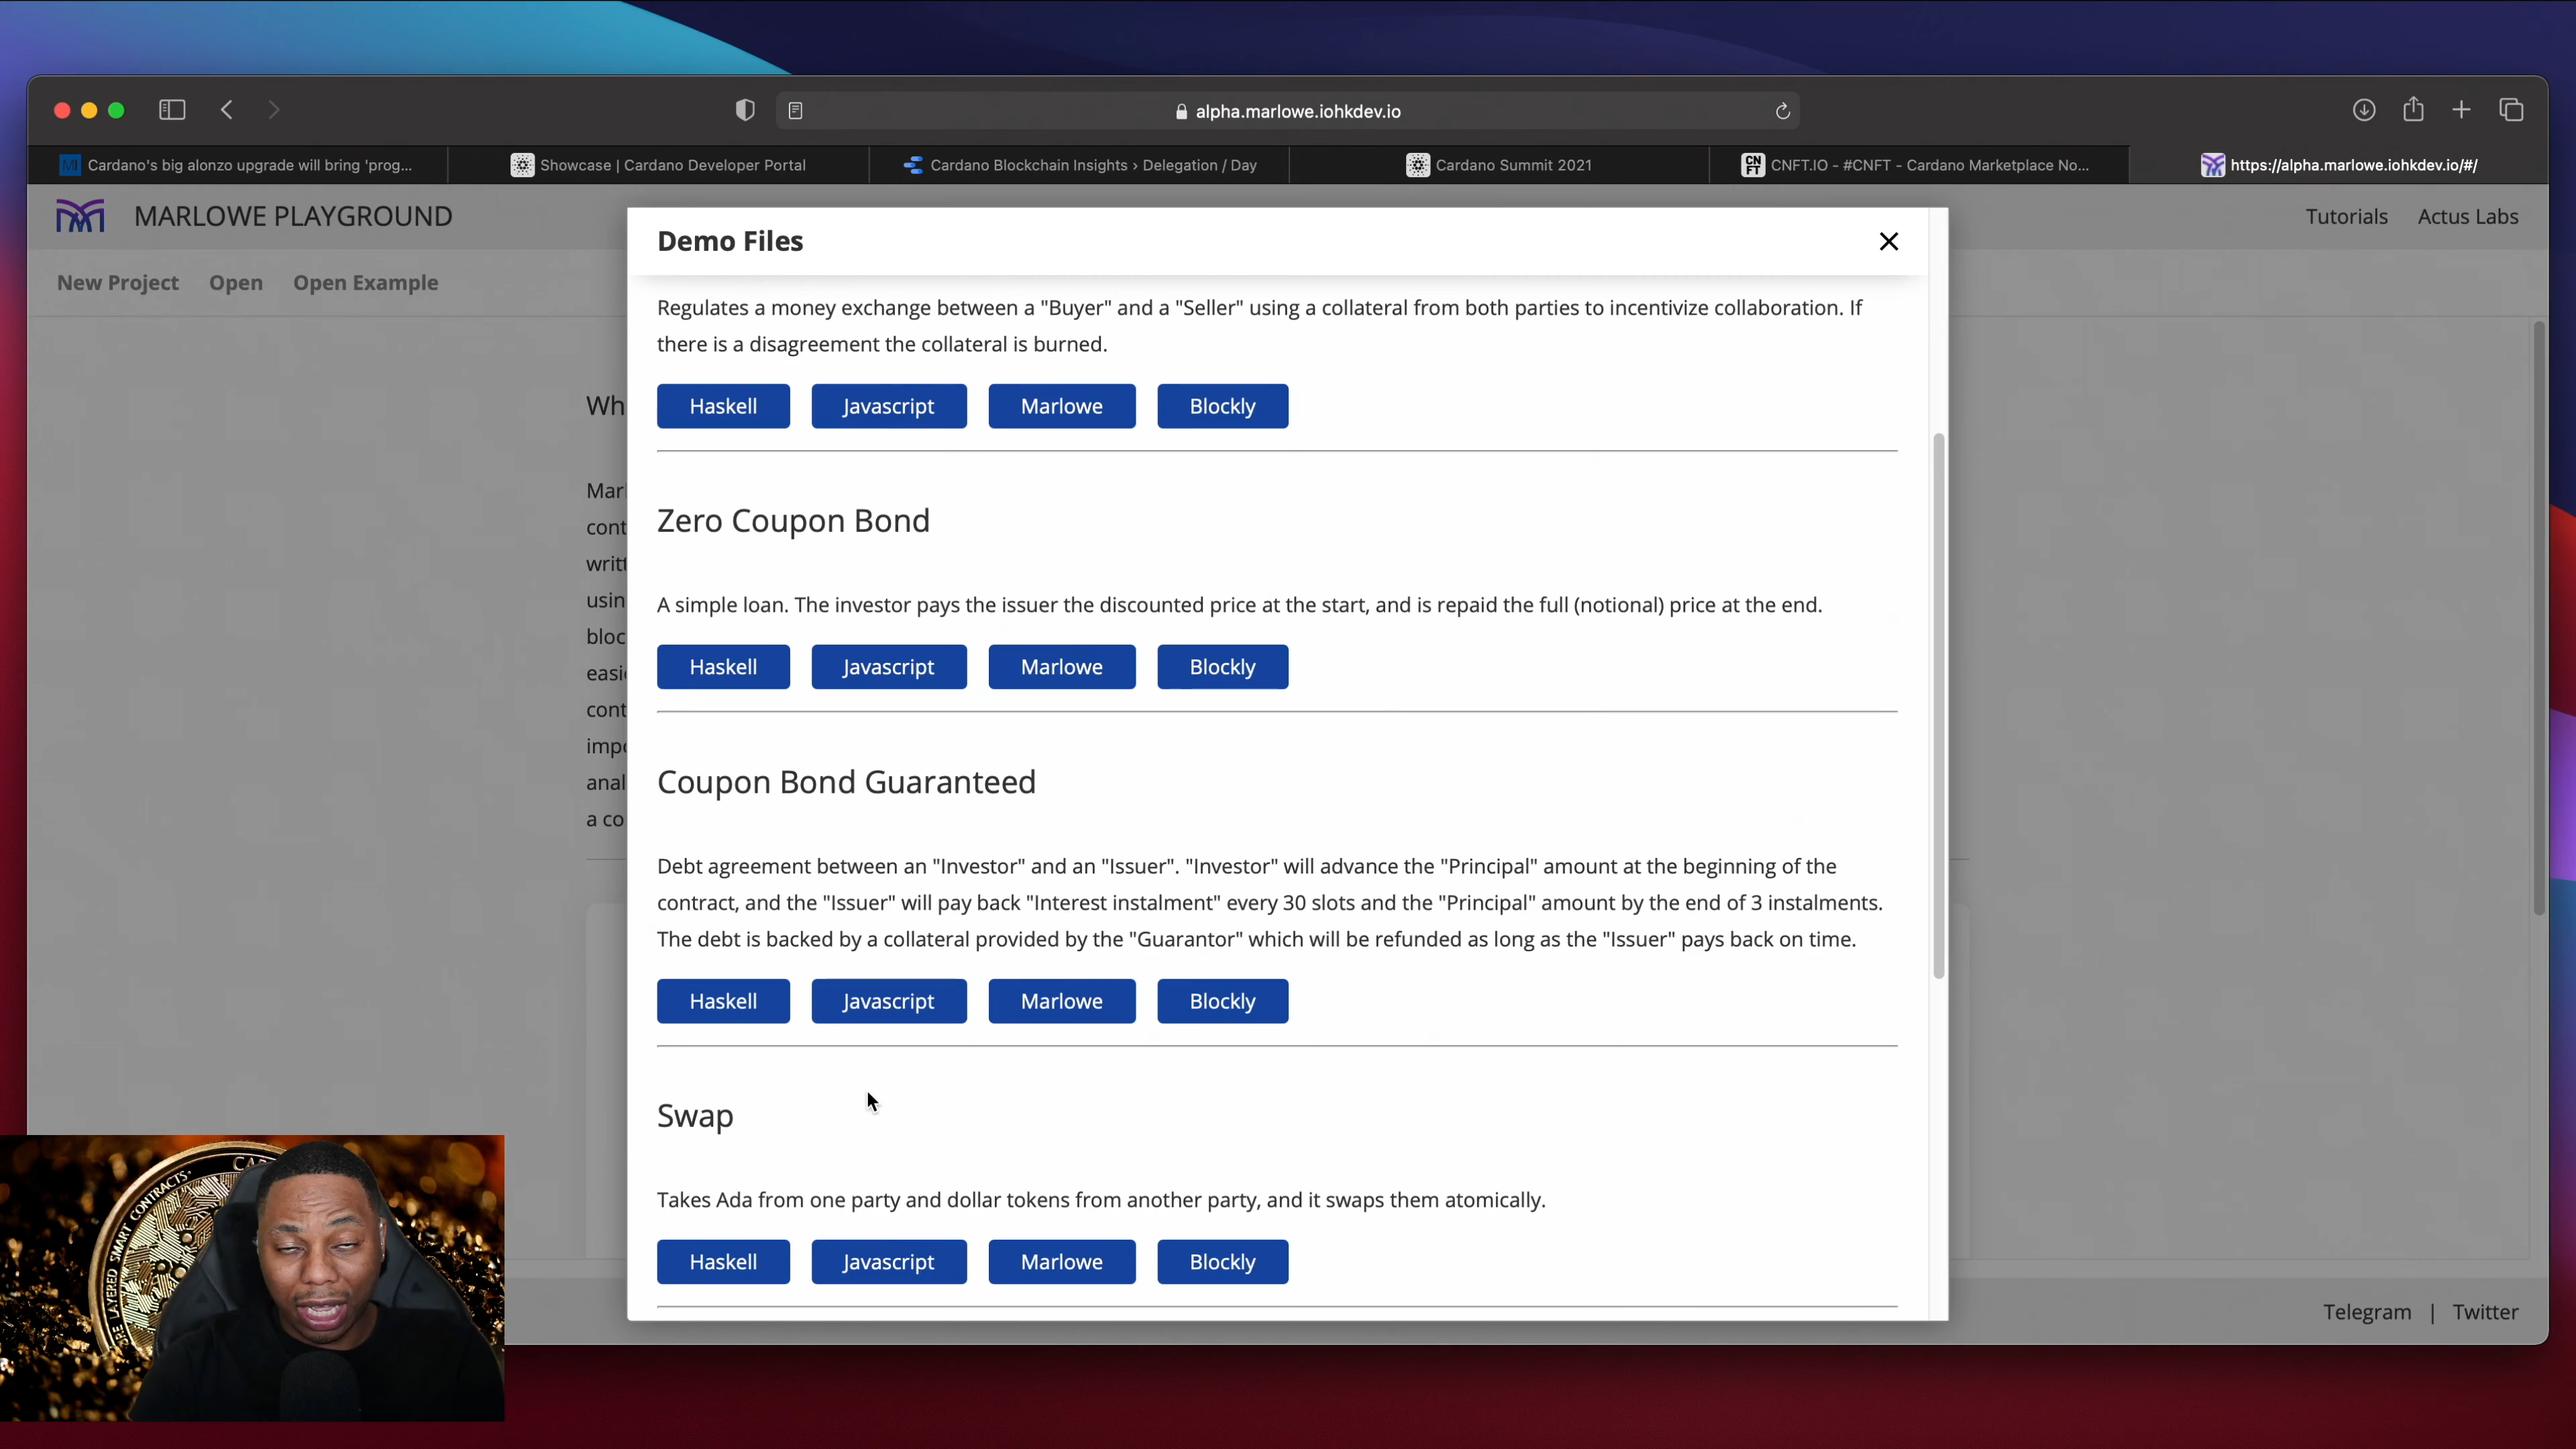 alpha.marlowe.iohkdev.io
MI Cardano's big alonzo upgrade will bring 'prog...
Showcase | Cardano Developer Portal
Cardano Blockchain Insights › Delegation / Day
Cardano Summit 2021
CN FT CNFT.IO - #CNFT - Cardano Marketplace No...
https://alpha.marlowe.iohkdev.io/#/
MARLOWE PLAYGROUND
Tutorials Actus Labs
New Project Open Open Example
Demo Files
Regulates a money exchange between a "Buyer" and a "Seller" using a collateral from both parties to incentivize collaboration. If
there is a disagreement the collateral is burned.
Haskell Javascript Marlowe Blockly
Zero Coupon Bond
A simple loan. The investor pays the issuer the discounted price at the start, and is repaid the full (notional) price at the end.
Haskell Javascript Marlowe Blockly
Coupon Bond Guaranteed
Debt agreement between an "Investor" and an "Issuer". "Investor" will advance the "Principal" amount at the beginning of the
contract, and the "Issuer" will pay back "Interest instalment" every 30 slots and the "Principal" amount by the end of 3 instalments.
The debt is backed by a collateral provided by the "Guarantor" which will be refunded as long as the "Issuer" pays back on time.
Haskell Javascript Marlowe Blockly
Swap
Takes Ada from one party and dollar tokens from another party, and it swaps them atomically.
Haskell Javascript Marlowe Blockly
Telegram | Twitter
LAYERED SMART CONTRACTS